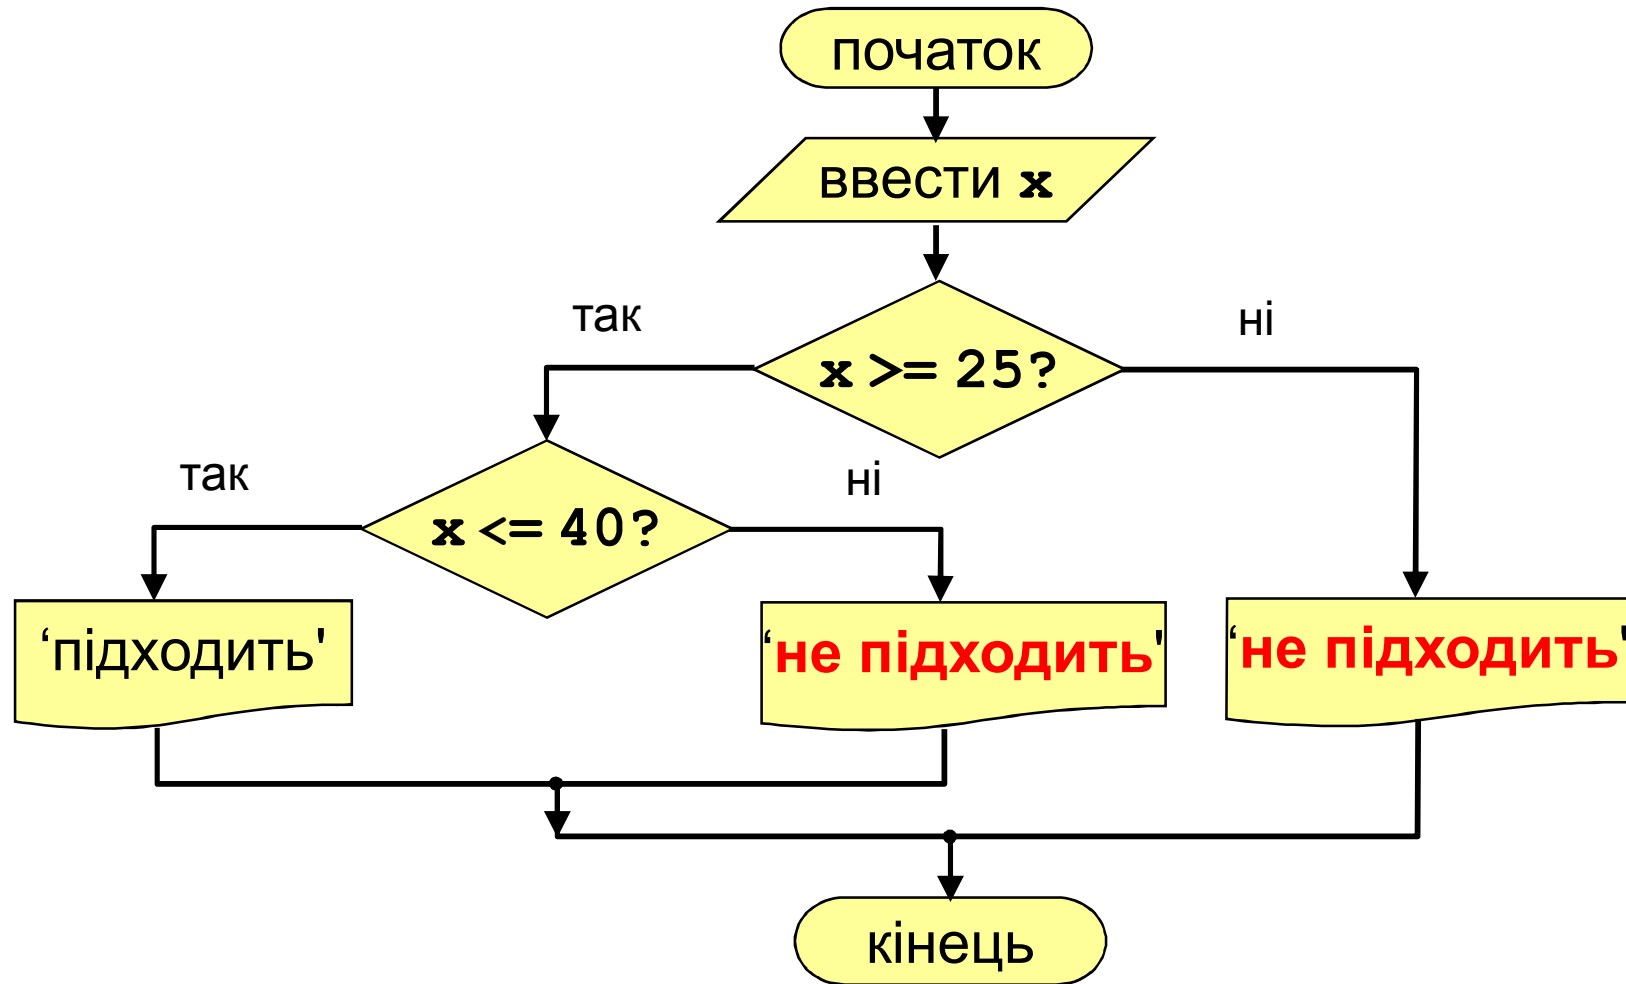 початок
ввести x
так
ні
x >= 25?
так
ні
x <= 40?
‘підходить'
‘не підходить'
‘не підходить'
кінець